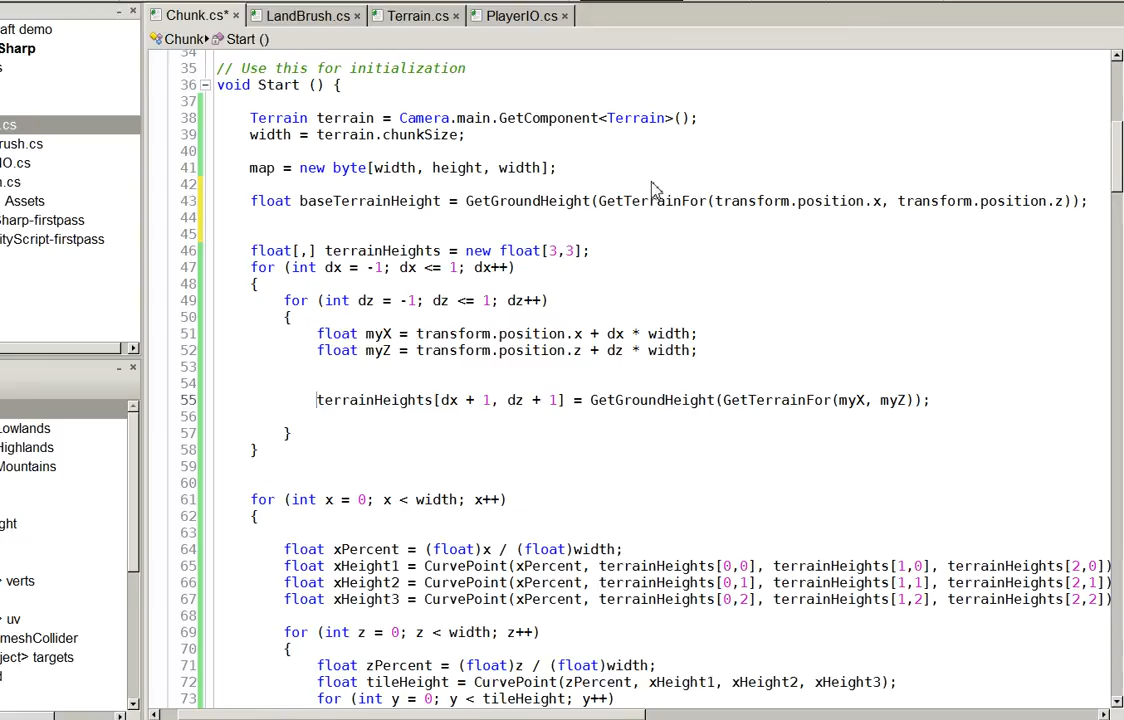 Chunk.cs* × LandBrush.cs × Terrain.cs × PlayerIO.cs ×
Chunk Start ()
aft demo
Sharp
s
.cs
rush.cs
IO.cs
n.cs
Assets
Sharp-firstpass
ityScript-firstpass
Lowlands
Highlands
Mountains
ght
> verts
> uv
meshCollider
ject> targets
d
34
35 // Use this for initialization
36 void Start () {
37
38 Terrain terrain = Camera.main.GetComponent<Terrain>();
39 width = terrain.chunkSize;
40
41 map = new byte[width, height, width];
42
43 float baseTerrainHeight = GetGroundHeight(GetTerrainFor(transform.position.x, transform.position.z));
44
45
46 float[,] terrainHeights = new float[3,3];
47 for (int dx = -1; dx <= 1; dx++)
48 {
49 for (int dz = -1; dz <= 1; dz++)
50 {
51 float myX = transform.position.x + dx * width;
52 float myZ = transform.position.z + dz * width;
53
54
55 terrainHeights[dx + 1, dz + 1] = GetGroundHeight(GetTerrainFor(myX, myZ));
56
57 }
58 }
59
60
61 for (int x = 0; x < width; x++)
62 {
63
64 float xPercent = (float)x / (float)width;
65 float xHeight1 = CurvePoint(xPercent, terrainHeights[0,0], terrainHeights[1,0], terrainHeights[2,0])
66 float xHeight2 = CurvePoint(xPercent, terrainHeights[0,1], terrainHeights[1,1], terrainHeights[2,1])
67 float xHeight3 = CurvePoint(xPercent, terrainHeights[0,2], terrainHeights[1,2], terrainHeights[2,2])
68
69 for (int z = 0; z < width; z++)
70 {
71 float zPercent = (float)z / (float)width;
72 float tileHeight = CurvePoint(zPercent, xHeight1, xHeight2, xHeight3);
73 for (int y = 0; y < tileHeight; y++)